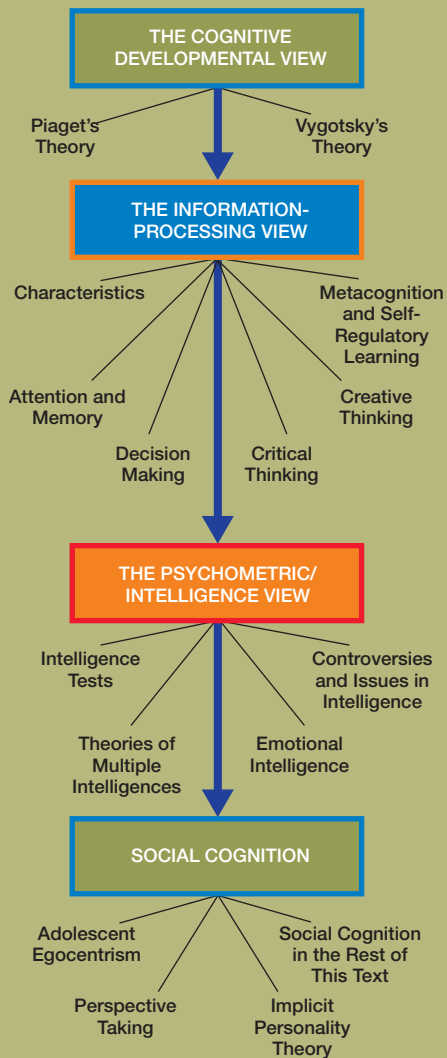 THE COGNITIVE
DEVELOPMENTAL VIEW
Piaget's
Theory
Vygotsky's
Theory
THE INFORMATION-
PROCESSING VIEW
Characteristics
Metacognition
and Self-
Regulatory
Learning
Attention and
Memory
Creative
Thinking
Decision
Making
Critical
Thinking
THE PSYCHOMETRIC/
INTELLIGENCE VIEW
Intelligence
Tests
Controversies
and Issues in
Intelligence
Theories of
Multiple
Intelligences
Emotional
Intelligence
SOCIAL COGNITION
Adolescent
Egocentrism
Social Cognition
in the Rest of
This Text
Perspective
Taking
Implicit
Personality
Theory